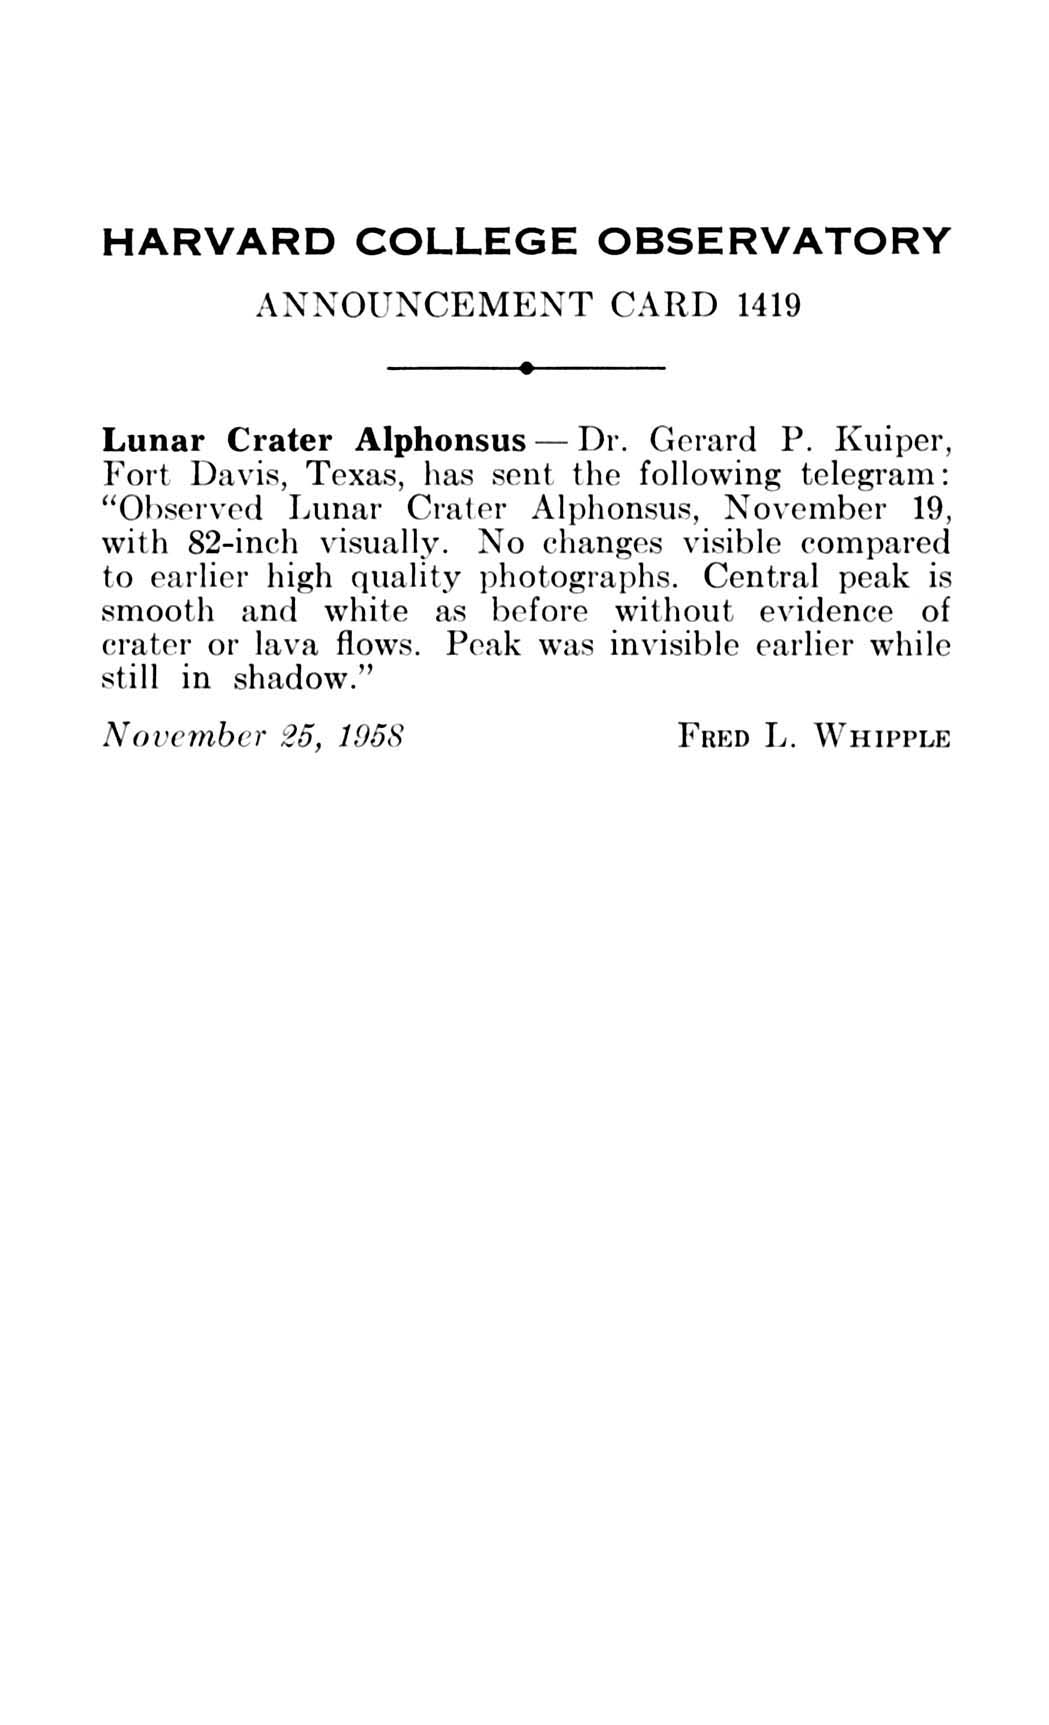 HARVARD COLLEGE OBSERVATORY
ANNOUNCEMENT CARD 1419
Lunar Crater Alphonsus — Dr. Gerard P. Kuiper,
Fort Davis, Texas, has sent the following telegram:
“Observed Lunar Crater Alphonsus, November 19,
with 82-inch visually. No changes visible compared
to earlier high quality photographs. Central peak is
smooth and white as before without evidence of
crater or lava flows. Peak was invisible earlier while
still in shadow.”
November 25, 1958 FRED L. WHIPPLE